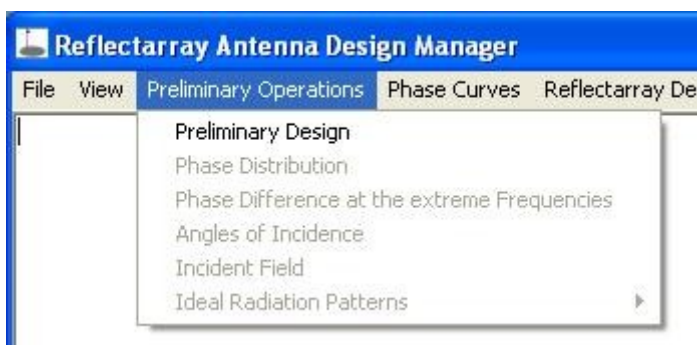 Reflectarray Antenna Design Manager
File View Preliminary Operations Phase Curves Reflectarray De
Preliminary Design
Phase Distribution
Phase Difference at the extreme Frequencies
Angles of Incidence
Incident Field
Ideal Radiation Patterns